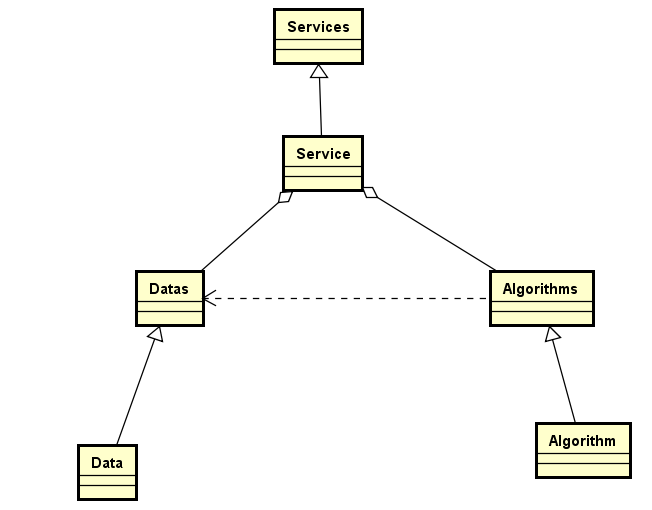 Services
Service
Datas
Algorithms
Algorithm
Data